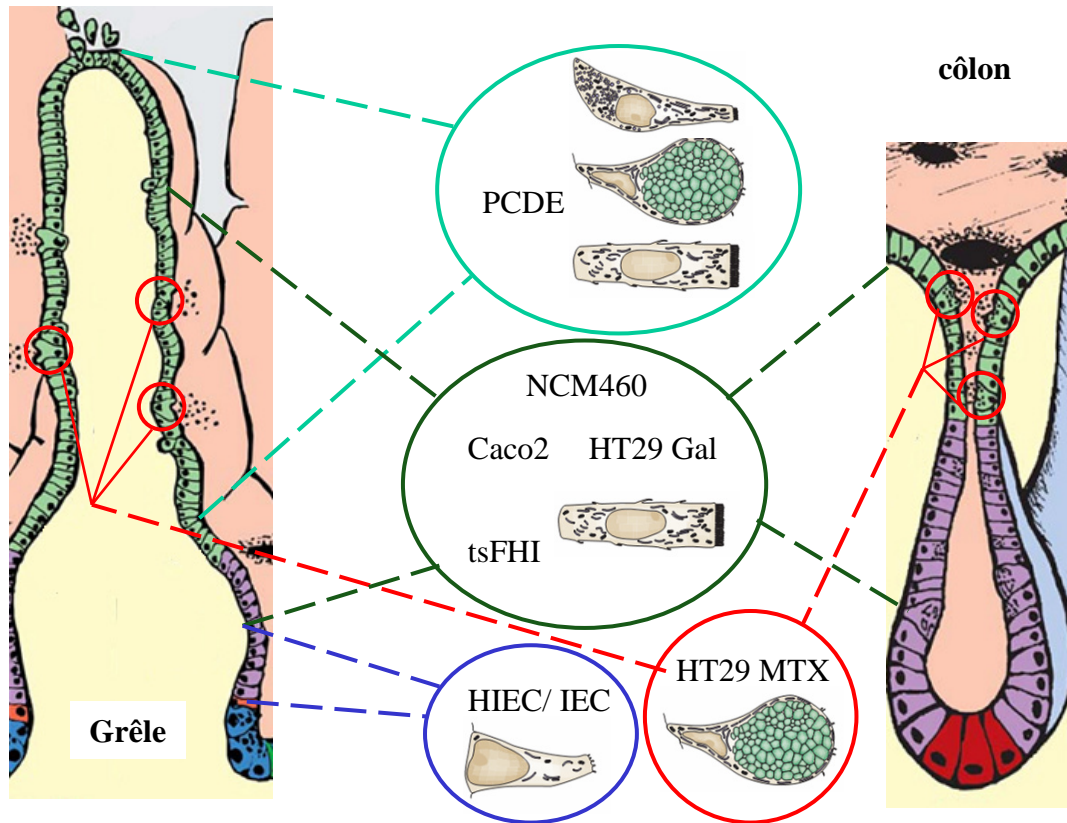 côlon
PCDE
NCM460
Caco2 HT29 Gal
tsFHI
HT29 MTX
HIEC/ IEC
Grêle